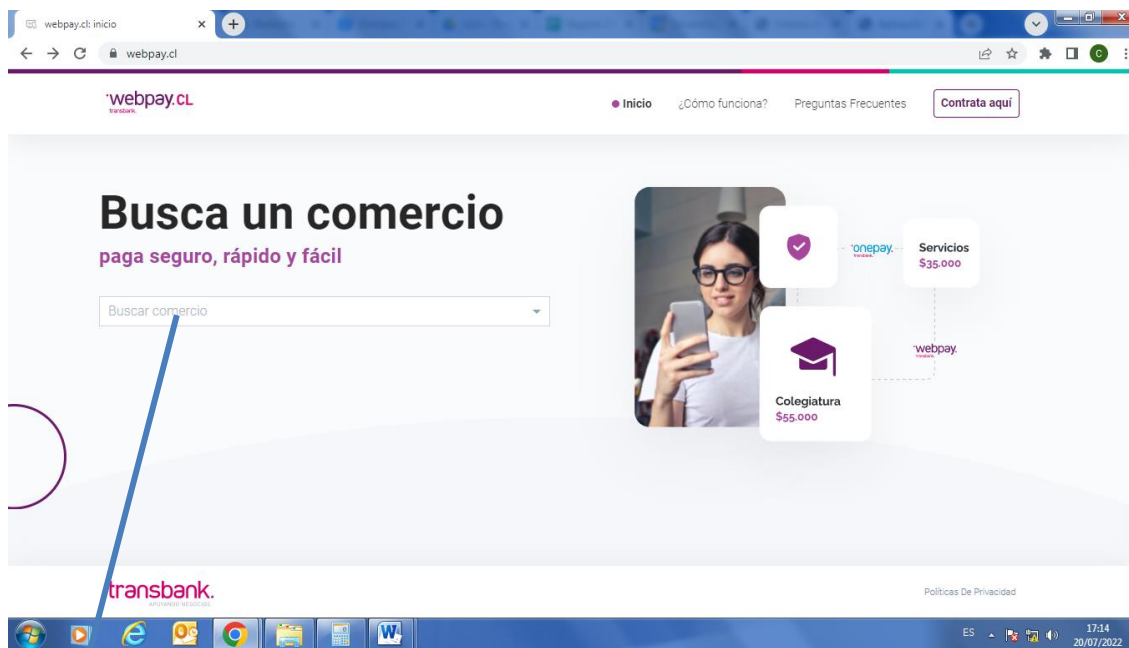 webpay.cl: inicio
webpay.cl
C
webpay.CL
transbank.
Inicio
¿Cómo funciona?
Preguntas Frecuentes
Contrata aquí
Busca un comercio
paga seguro, rápido y fácil
Buscar comercio
onepay.
Servicios
$35.000
webpay.
Colegiatura
$55.000
transbank.
APOYANDO NEGOCIOS
Políticas De Privacidad
ES
17:14
20/07/2022